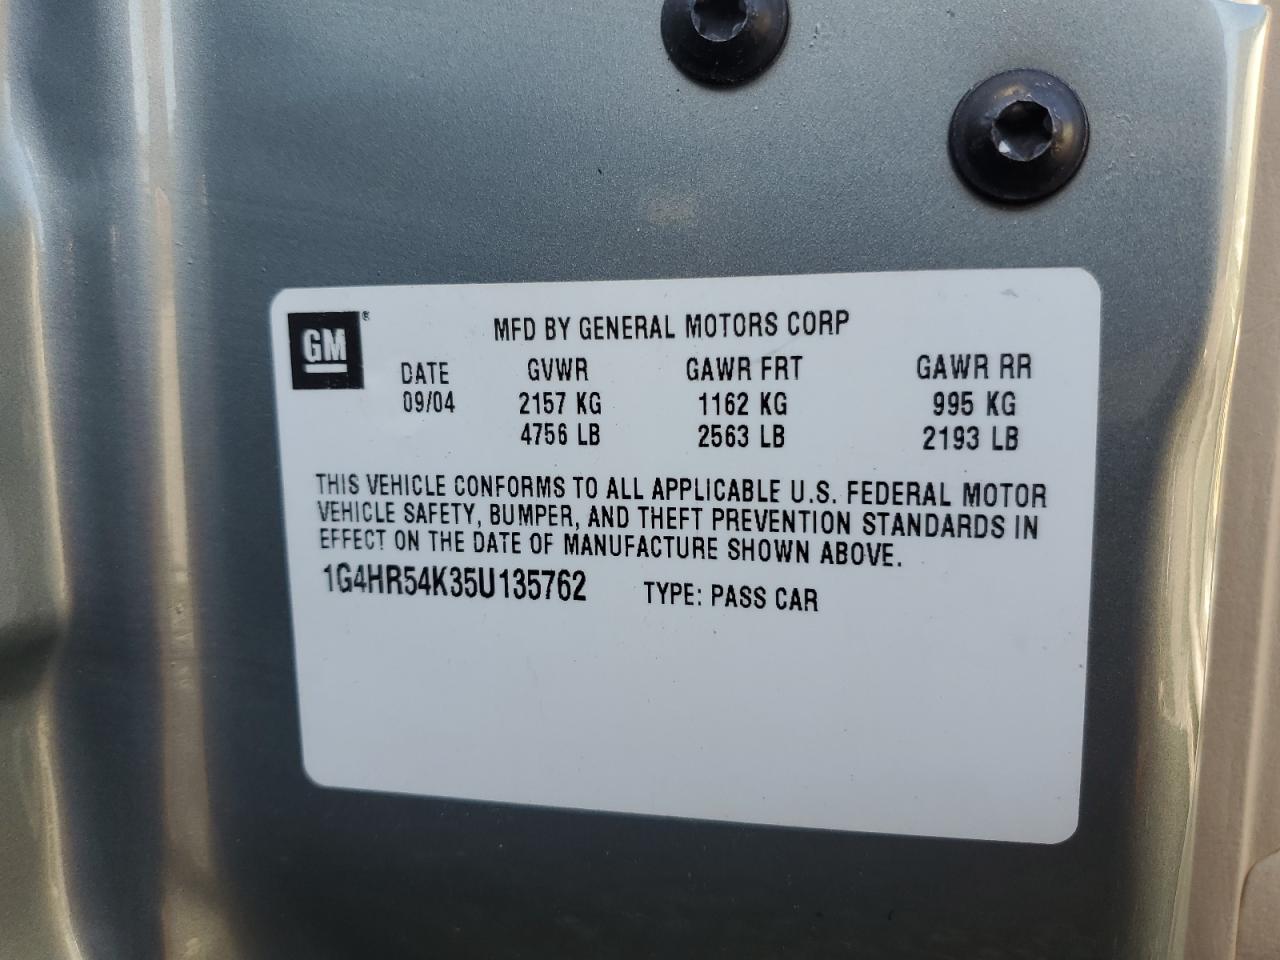 GM ®
MFD BY GENERAL MOTORS CORP
DATE GVWR GAWR FRT GAWR RR
09/04 2157 KG 1162 KG 995 KG
4756 LB 2563 LB 2193 LB
THIS VEHICLE CONFORMS TO ALL APPLICABLE U.S. FEDERAL MOTOR
VEHICLE SAFETY, BUMPER, AND THEFT PREVENTION STANDARDS IN
EFFECT ON THE DATE OF MANUFACTURE SHOWN ABOVE.
1G4HR54K35U135762 TYPE: PASS CAR